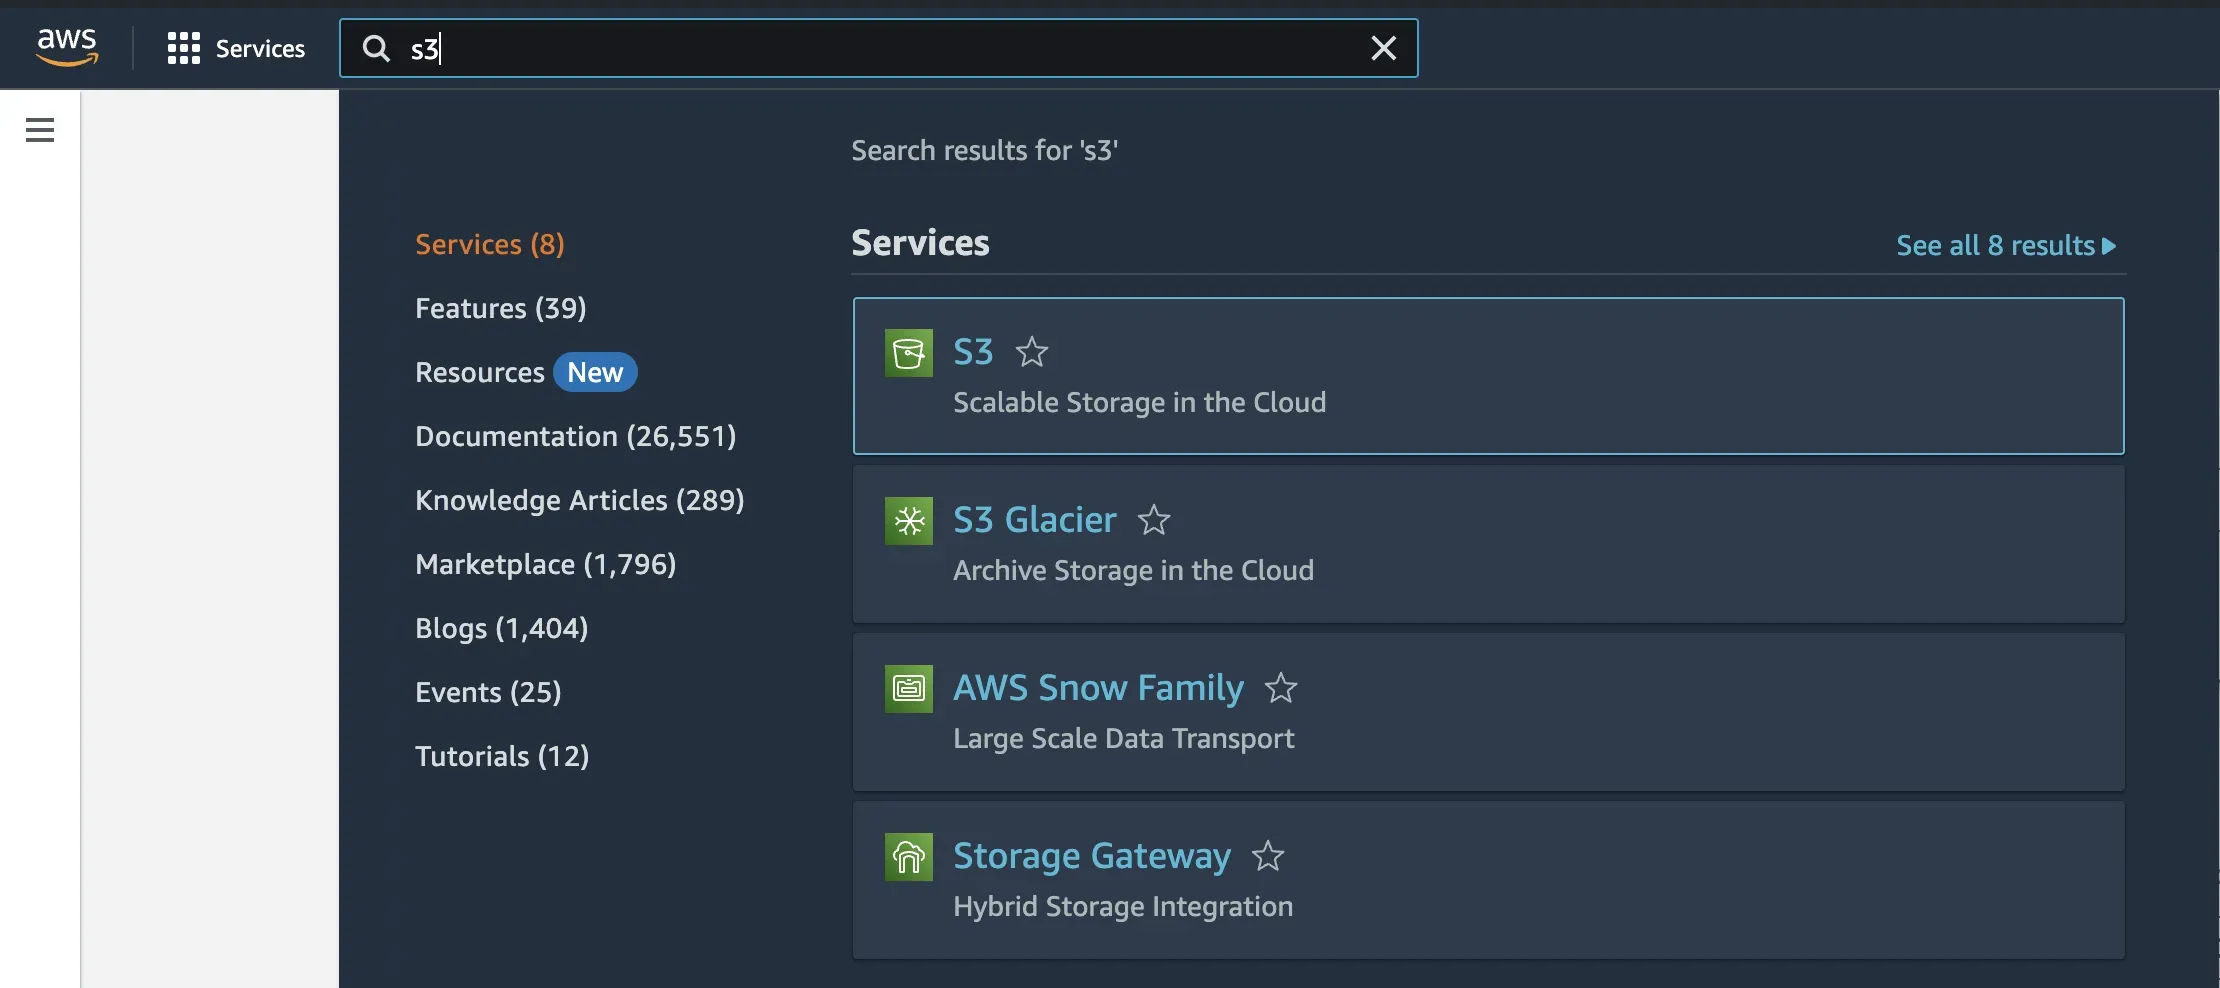 aws
Services
s3
Search results for 's3'
Services (8)
Features (39)
Resources New
Documentation (26,551)
Knowledge Articles (289)
Marketplace (1,796)
Blogs (1,404)
Events (25)
Tutorials (12)
Services
See all 8 results
S3
Scalable Storage in the Cloud
S3 Glacier
Archive Storage in the Cloud
AWS Snow Family
Large Scale Data Transport
Storage Gateway
Hybrid Storage Integration